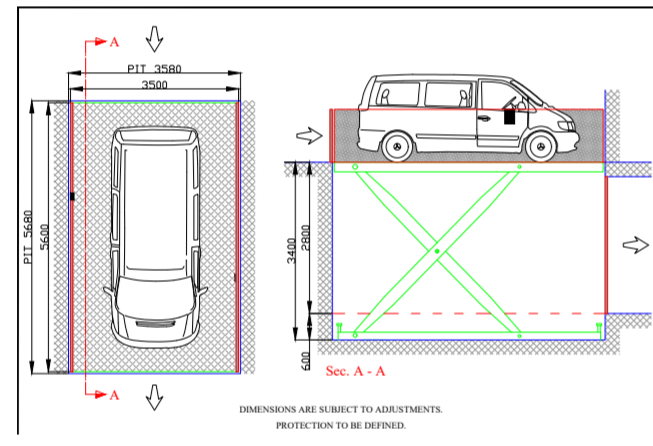 A
PIT 3580
3500
PIT 5680
5600
A
3400
2800
600
Sec. A - A
DIMENSIONS ARE SUBJECT TO ADJUSTMENTS.
PROTECTION TO BE DEFINED.